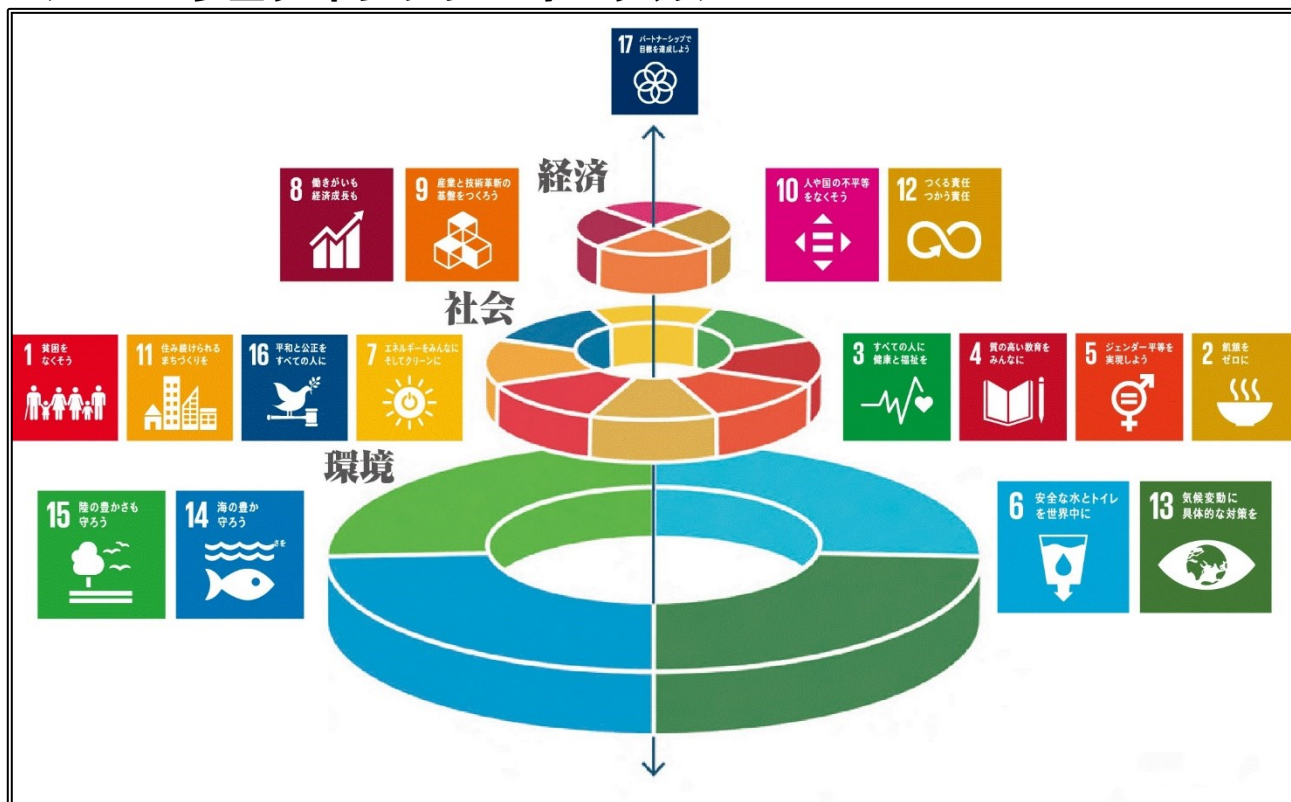 17 パートナーシップで
目標を達成しよう
経済
8 働きがいも
経済成長も
9 産業と技術革新の
基盤をつくろう
10 人や国の不平等
をなくそう
12 つくる責任
つかう責任
社会
1 貧困を
なくそう
11 住み続けられる
まちづくりを
16 平和と公正を
すべての人に
7 エネルギーをみんなに
そしてクリーンに
3 すべての人に
健康と福祉を
4 質の高い教育を
みんなに
5 ジェンダー平等を
実現しよう
2 飢餓を
ゼロに
環境
15 陸の豊かさも
守ろう
14 海の豊か
守ろう
さを
6 安全な水とトイレ
を世界中に
13 気候変動に
具体的な対策を